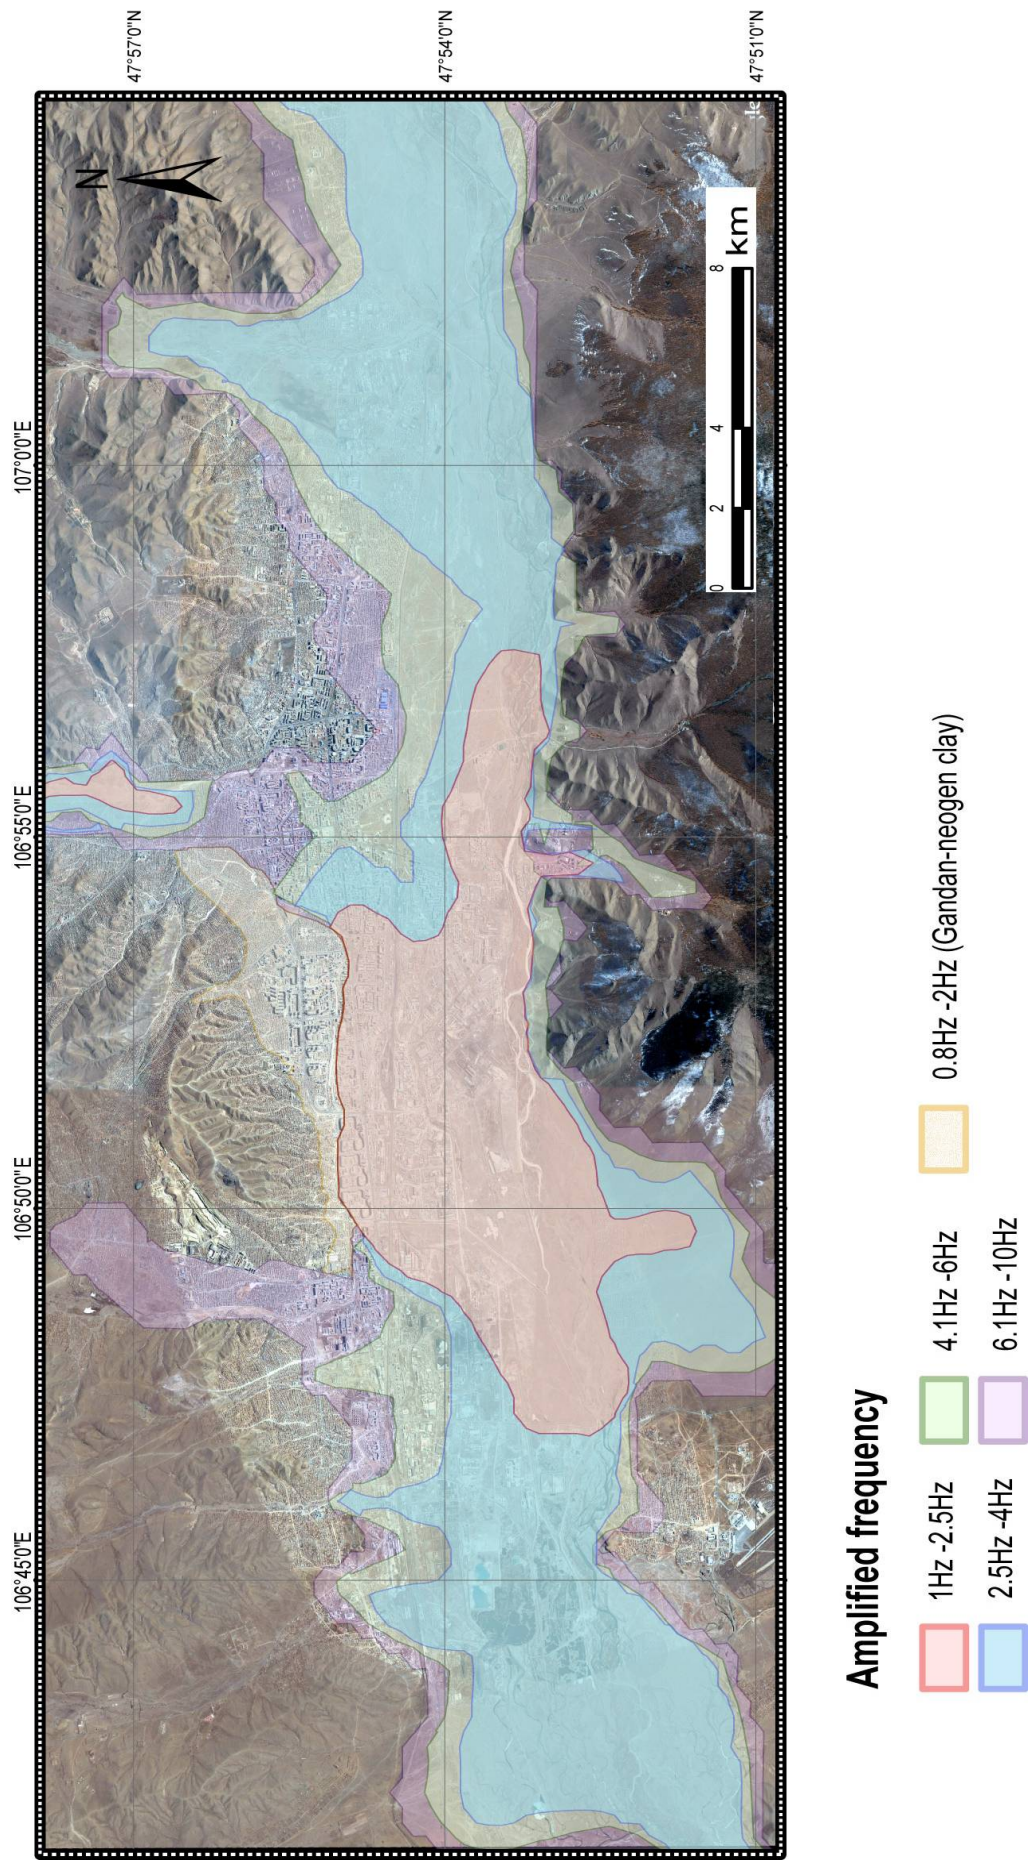 106°45'0"E
106°50'0"E
106°55'0"E
107°0'0"E
47°57'0"N
47°54'0"N
47°51'0"N
N
0 2 4 8
km
Amplified frequency
1Hz -2.5Hz
4.1Hz -6Hz
0.8Hz -2Hz (Gandan-neogen clay)
2.5Hz -4Hz
6.1Hz -10Hz